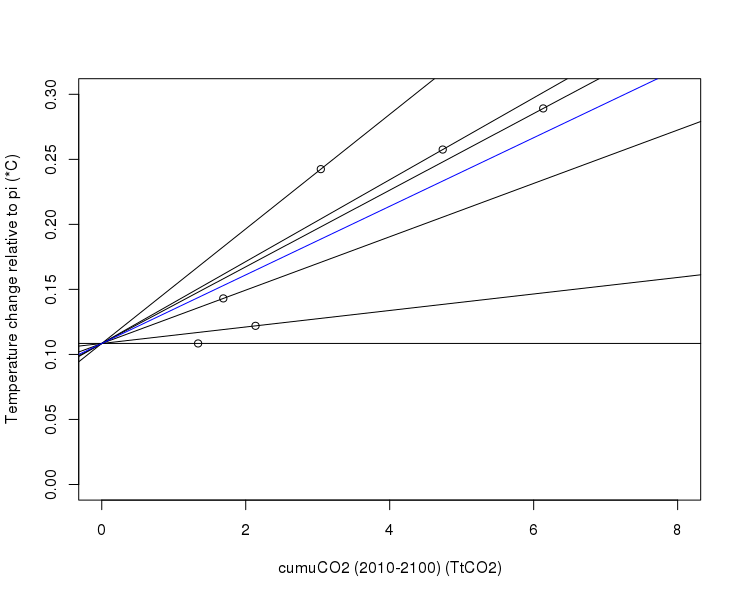 Temperature change relative to pi (*C)
0.30
0.25
0.20
0.15
0.10
0.05
0.00
0 2 4 6 8
cumuCO2 (2010-2100) (TtCO2)